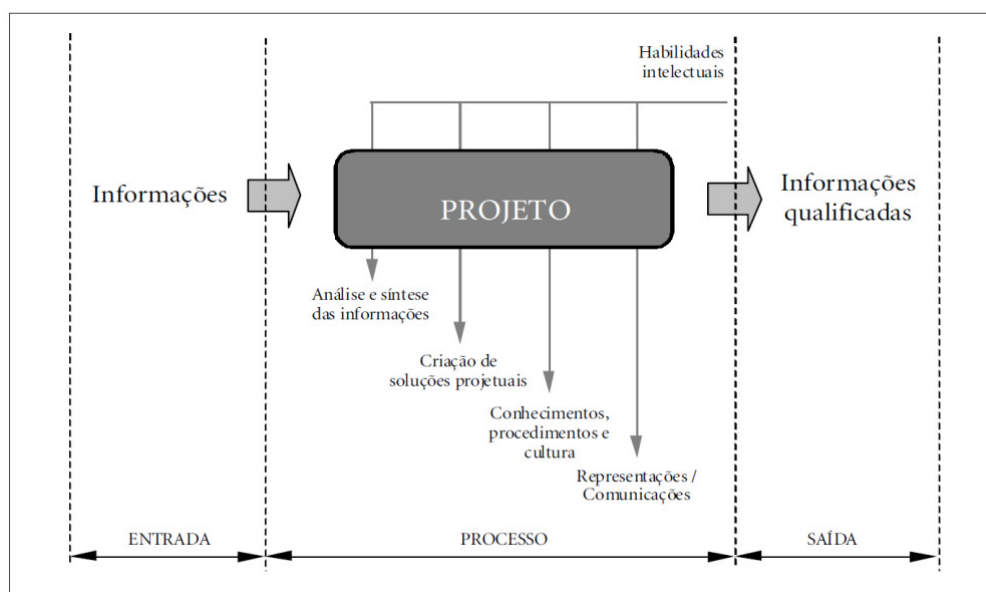 Habilidades
intelectuais
Informações
PROJETO
Informações
qualificadas
Análise e síntese
das informações
Criação de
soluções projetuais
Conhecimentos,
procedimentos e
cultura
Representações /
Comunicações
ENTRADA
PROCESSO
SAÍDA